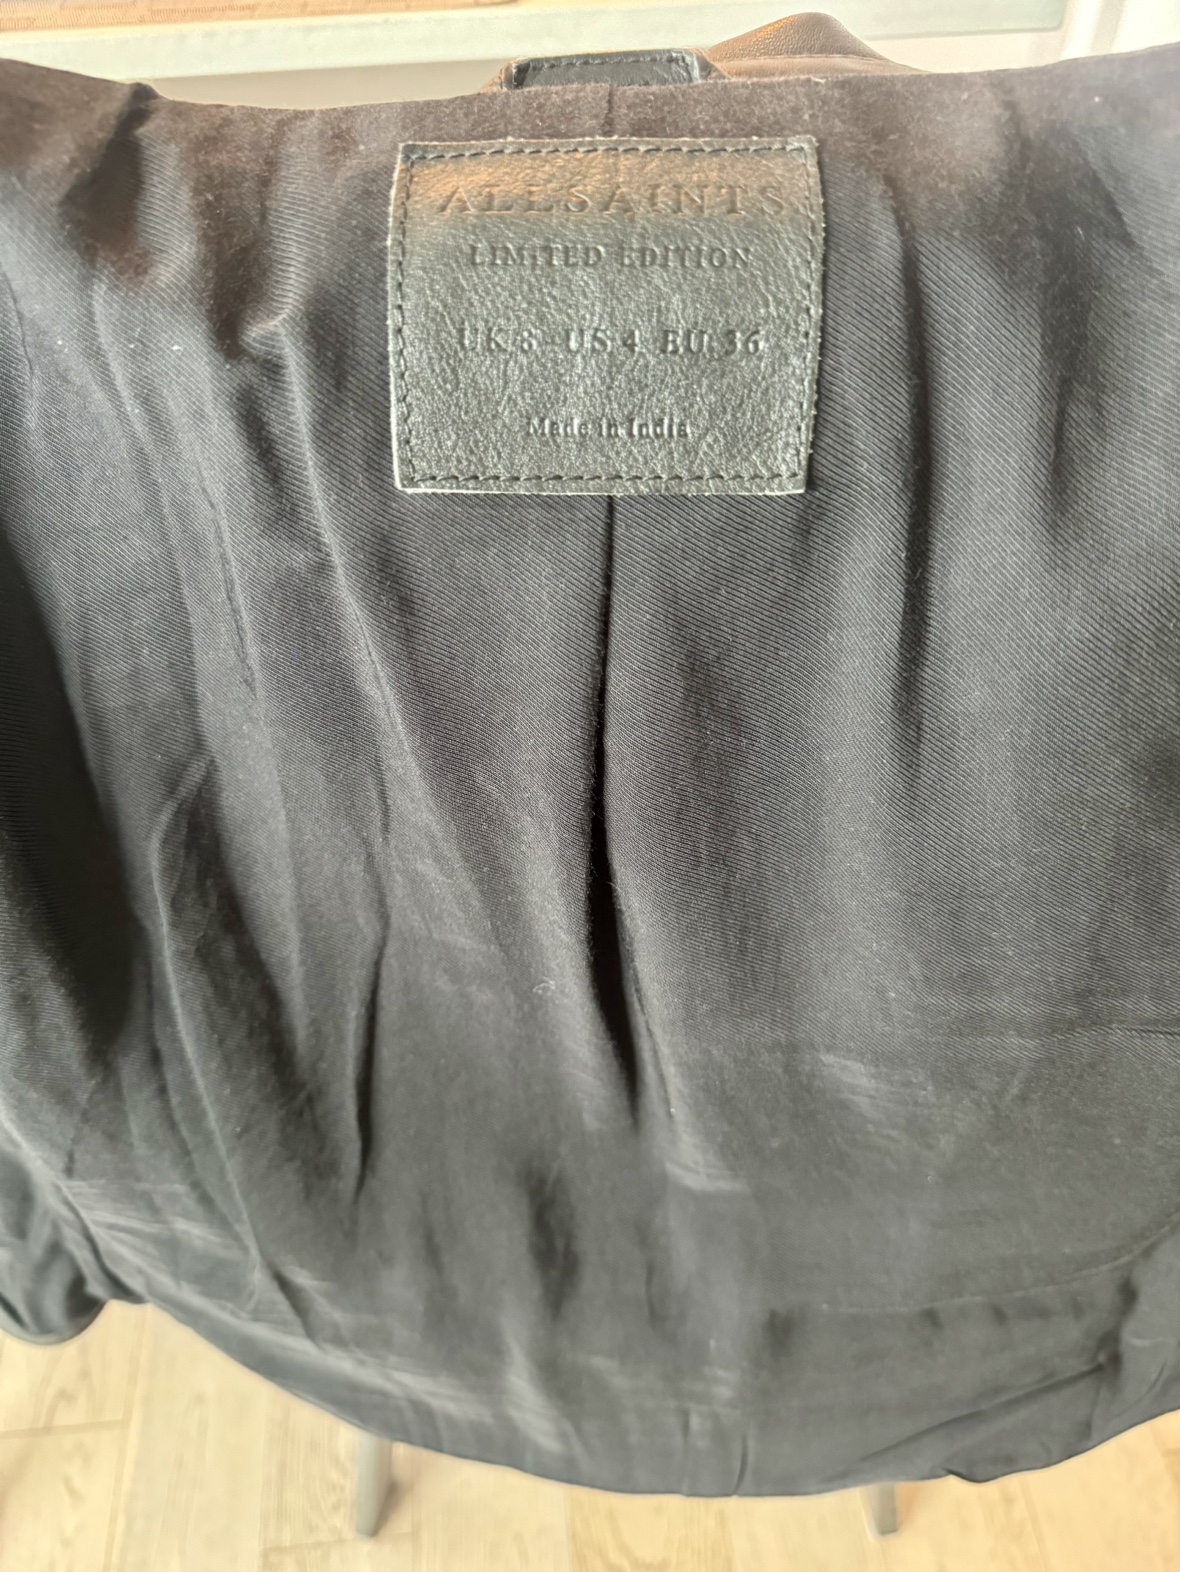 ALLSAINTS
LIMITED EDITION
UK 8 US 4 EU 36
Made in India